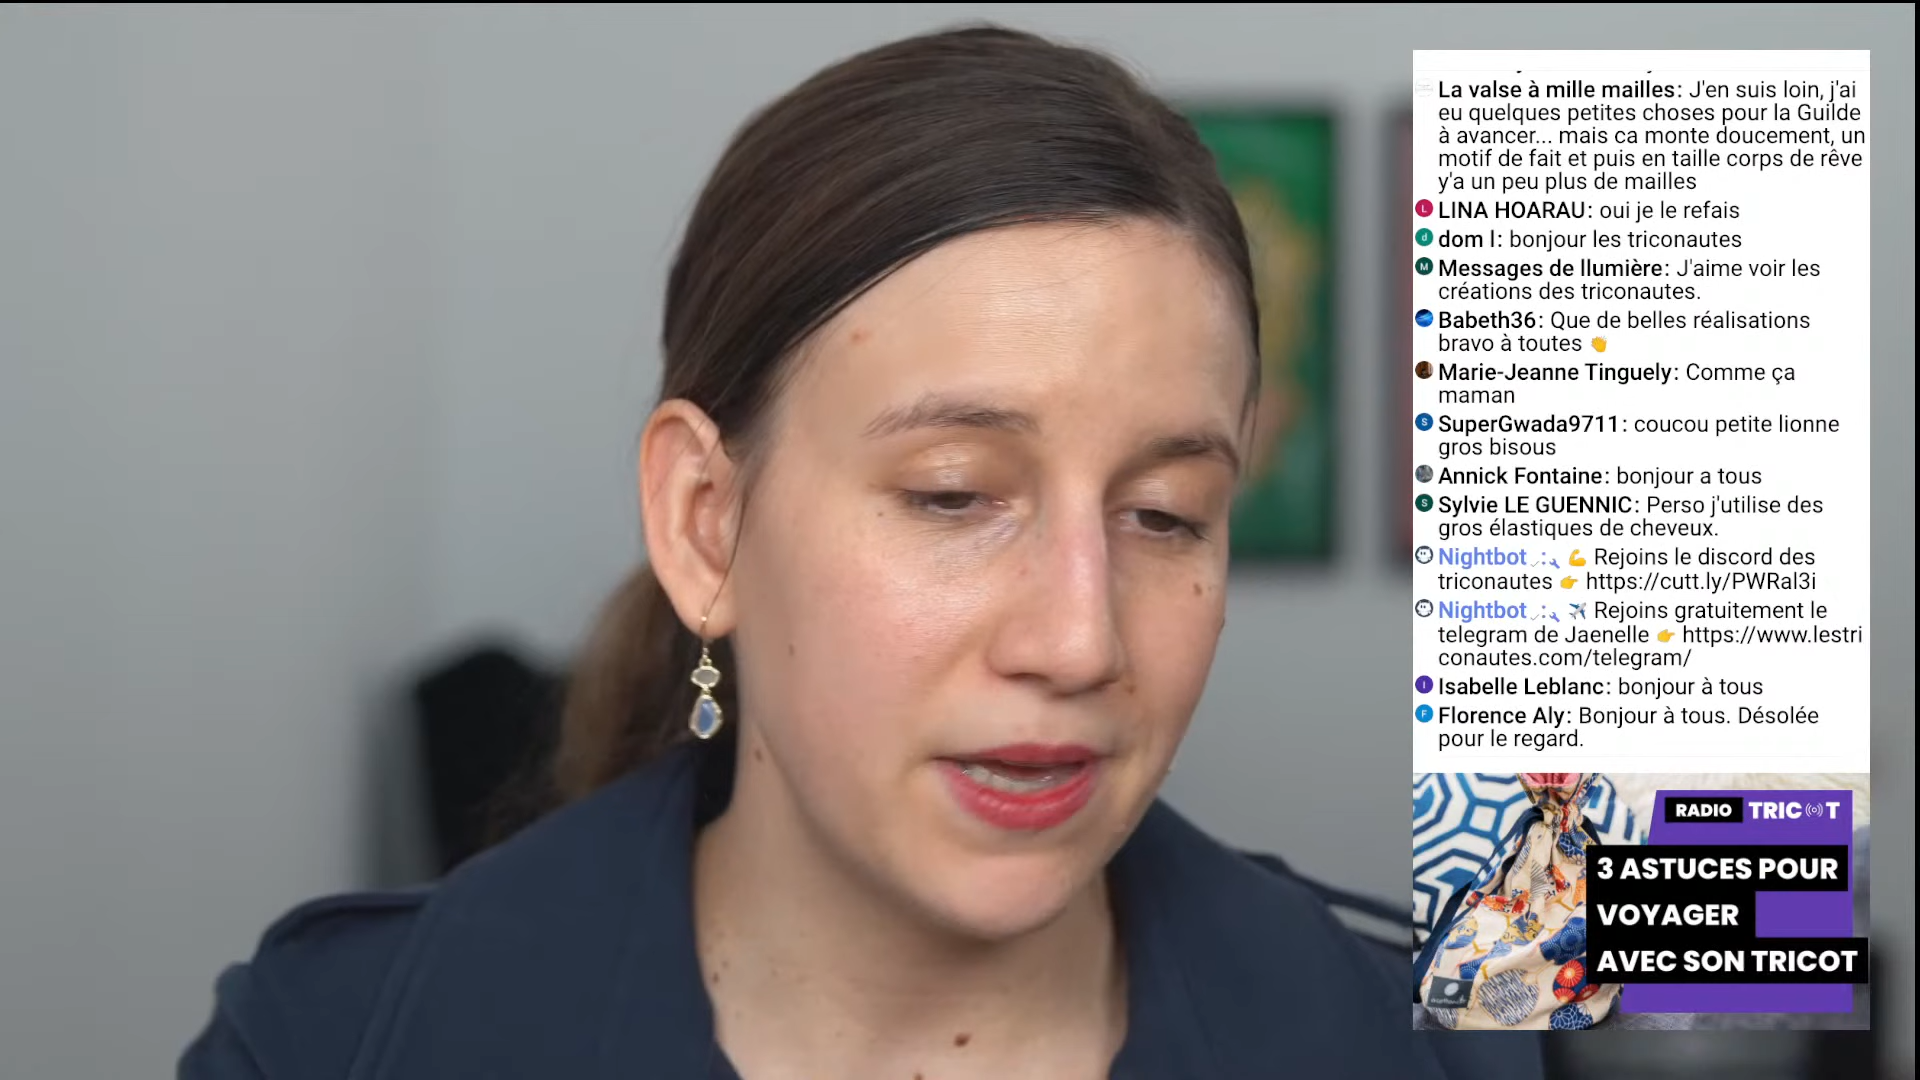 La valse à mille mailles: J'en suis loin, j'ai
eu quelques petites choses pour la Guilde
à avancer... mais ca monte doucement, un
motif de fait et puis en taille corps de rêve
y'a un peu plus de mailles
LINA HOARAU: oui je le refais
dom l: bonjour les triconautes
Messages de llumière: J'aime voir les
créations des triconautes.
Babeth36: Que de belles réalisations
bravo à toutes 👏
Marie-Jeanne Tinguely: Comme ça
maman
SuperGwada9711: coucou petite lionne
gros bisous
Annick Fontaine: bonjour a tous
Sylvie LE GUENNIC: Perso j'utilise des
gros élastiques de cheveux.
Nightbot 💪 Rejoins le discord des
triconautes 👉 https://cutt.ly/PWRal3i
Nightbot ✈️ Rejoins gratuitement le
telegram de Jaenelle 👉 https://www.lestri
conautes.com/telegram/
Isabelle Leblanc: bonjour à tous
Florence Aly: Bonjour à tous. Désolée
pour le regard.
RADIO TRICOT
3 ASTUCES POUR
VOYAGER
AVEC SON TRICOT